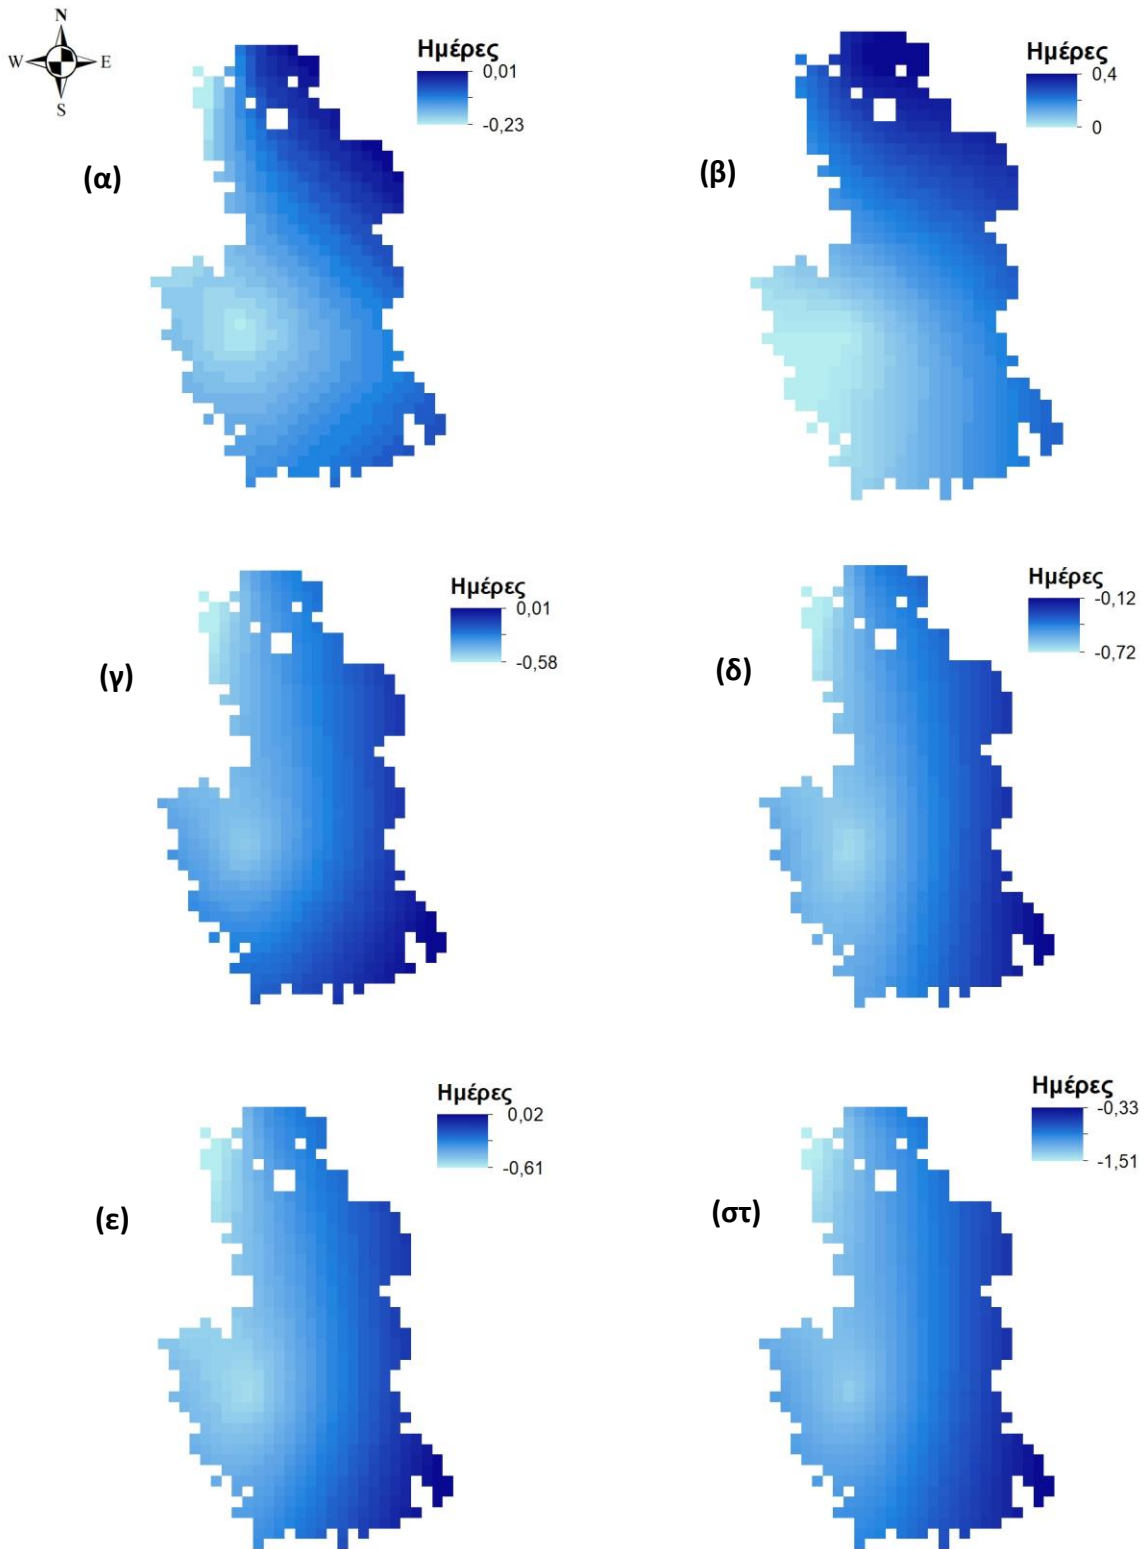 N
W E
S
Ημέρες
0,01
-0,23
(α)
Ημέρες
0,4
0
(β)
Ημέρες
0,01
-0,58
(γ)
Ημέρες
-0,12
-0,72
(δ)
Ημέρες
0,02
-0,61
(ε)
Ημέρες
-0,33
-1,51
(στ)